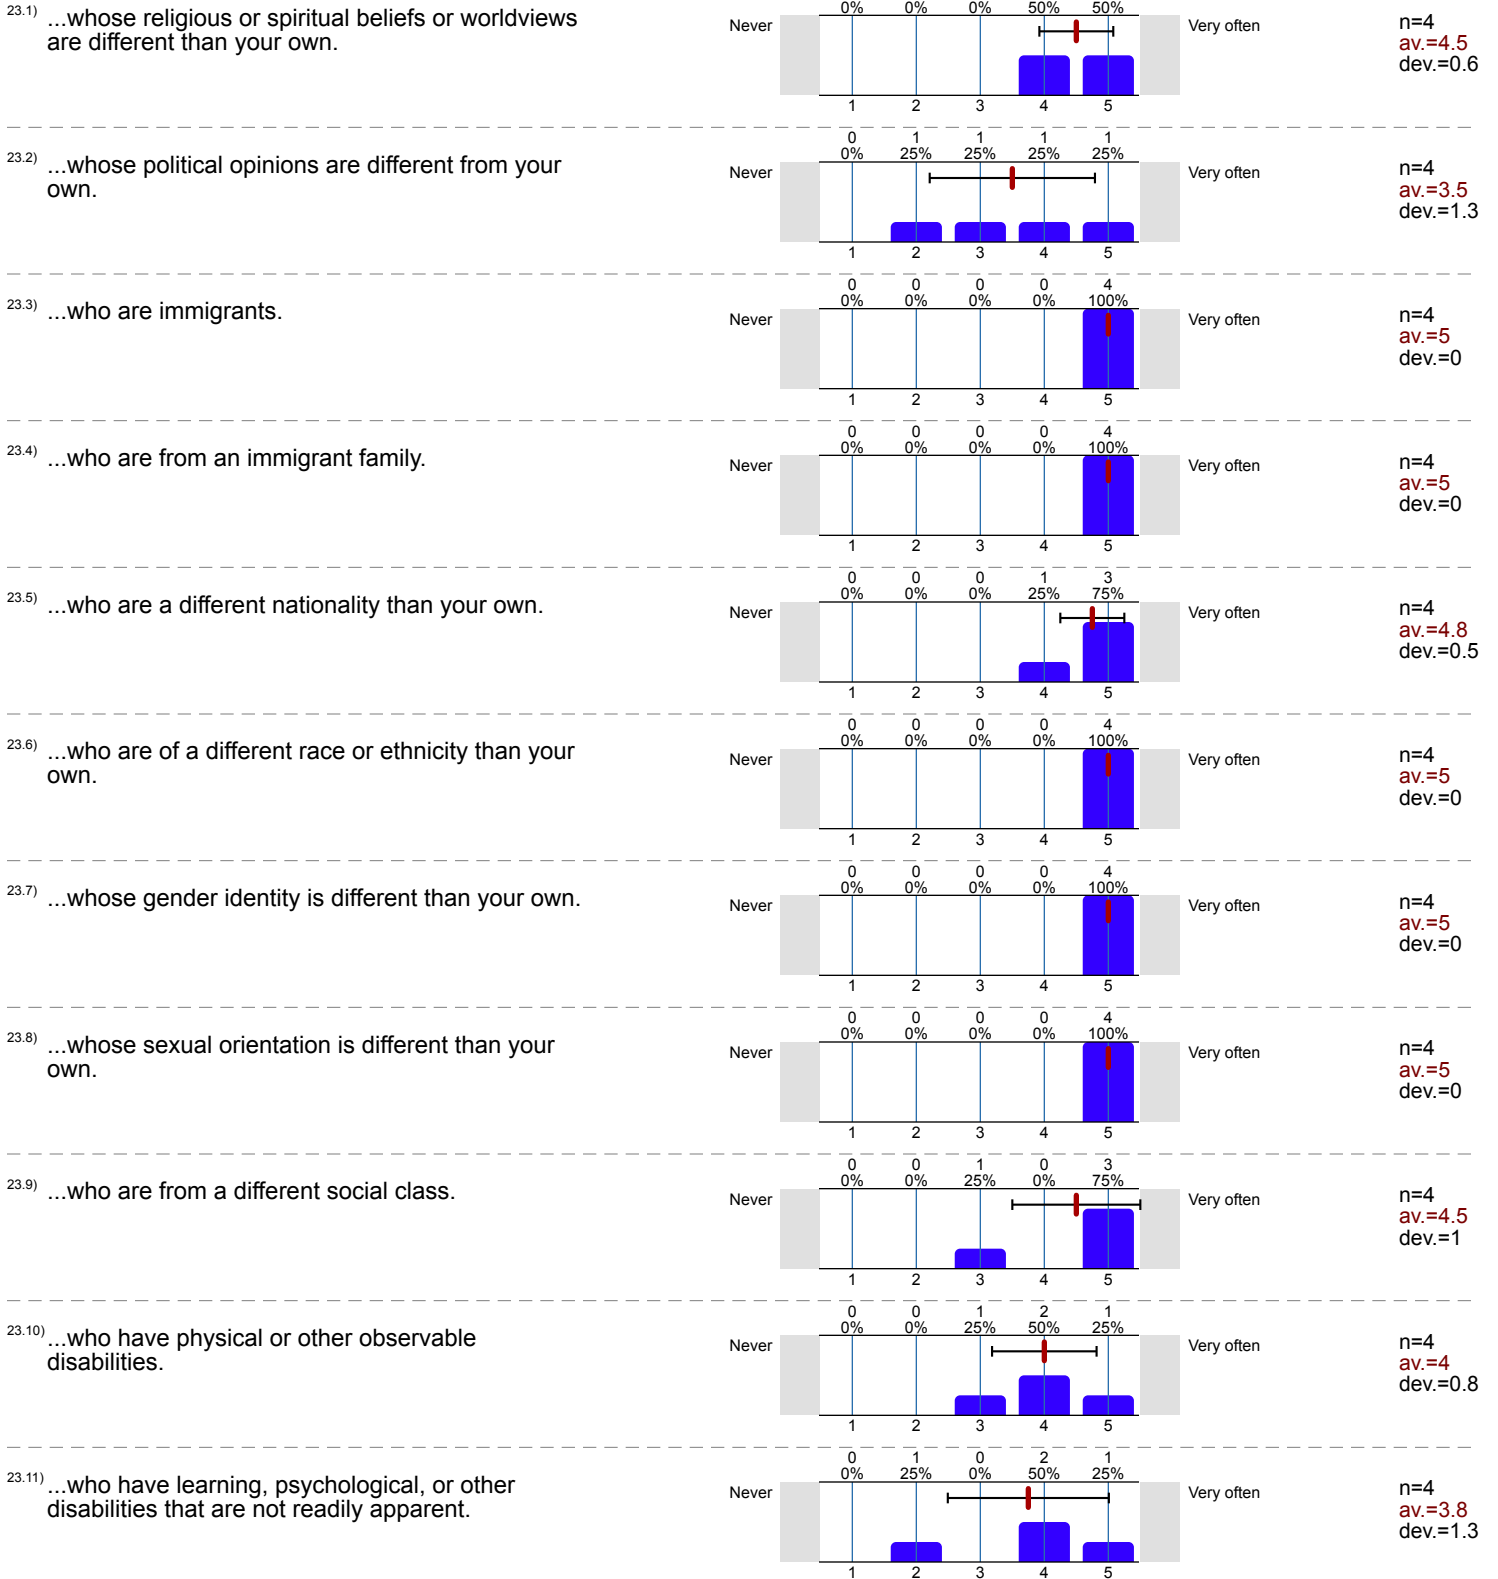 23.1) ...whose religious or spiritual beliefs or worldviews
are different than your own.
0% 0% 0% 50% 50%
Never Very often
1 2 3 4 5
n=4
av.=4.5
dev.=0.6
23.2) ...whose political opinions are different from your
own.
0 1 1 1 1
0% 25% 25% 25% 25%
Never Very often
1 2 3 4 5
n=4
av.=3.5
dev.=1.3
23.3) ...who are immigrants.
0 0 0 0 4
0% 0% 0% 0% 100%
Never Very often
1 2 3 4 5
n=4
av.=5
dev.=0
23.4) ...who are from an immigrant family.
0 0 0 0 4
0% 0% 0% 0% 100%
Never Very often
1 2 3 4 5
n=4
av.=5
dev.=0
23.5) ...who are a different nationality than your own.
0 0 0 1 3
0% 0% 0% 25% 75%
Never Very often
1 2 3 4 5
n=4
av.=4.8
dev.=0.5
23.6) ...who are of a different race or ethnicity than your
own.
0 0 0 0 4
0% 0% 0% 0% 100%
Never Very often
1 2 3 4 5
n=4
av.=5
dev.=0
23.7) ...whose gender identity is different than your own.
0 0 0 0 4
0% 0% 0% 0% 100%
Never Very often
1 2 3 4 5
n=4
av.=5
dev.=0
23.8) ...whose sexual orientation is different than your
own.
0 0 0 0 4
0% 0% 0% 0% 100%
Never Very often
1 2 3 4 5
n=4
av.=5
dev.=0
23.9) ...who are from a different social class.
0 0 1 0 3
0% 0% 25% 0% 75%
Never Very often
1 2 3 4 5
n=4
av.=4.5
dev.=1
23.10) ...who have physical or other observable
disabilities.
0 0 1 2 1
0% 0% 25% 50% 25%
Never Very often
1 2 3 4 5
n=4
av.=4
dev.=0.8
23.11) ...who have learning, psychological, or other
disabilities that are not readily apparent.
0 1 0 2 1
0% 25% 0% 50% 25%
Never Very often
1 2 3 4 5
n=4
av.=3.8
dev.=1.3